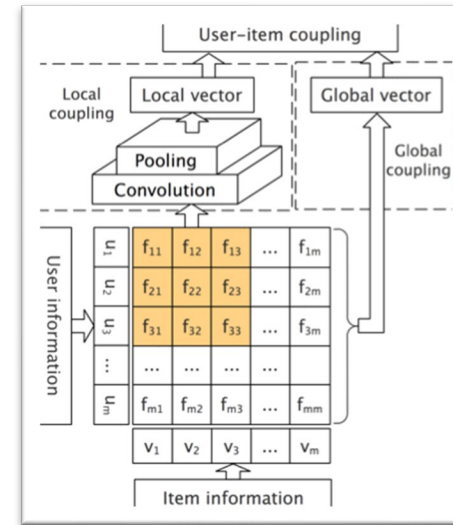 User-item coupling
Local coupling
Local vector
Global vector
Pooling
Convolution
Global coupling
User information
u1 f11 f12 f13 ... f1m
u2 f21 f22 f23 ... f2m
u3 f31 f32 f33 ... f3m
... ... ... ...
um fm1 fm2 fm3 ... fmm
v1 v2 v3 ... vm
Item information